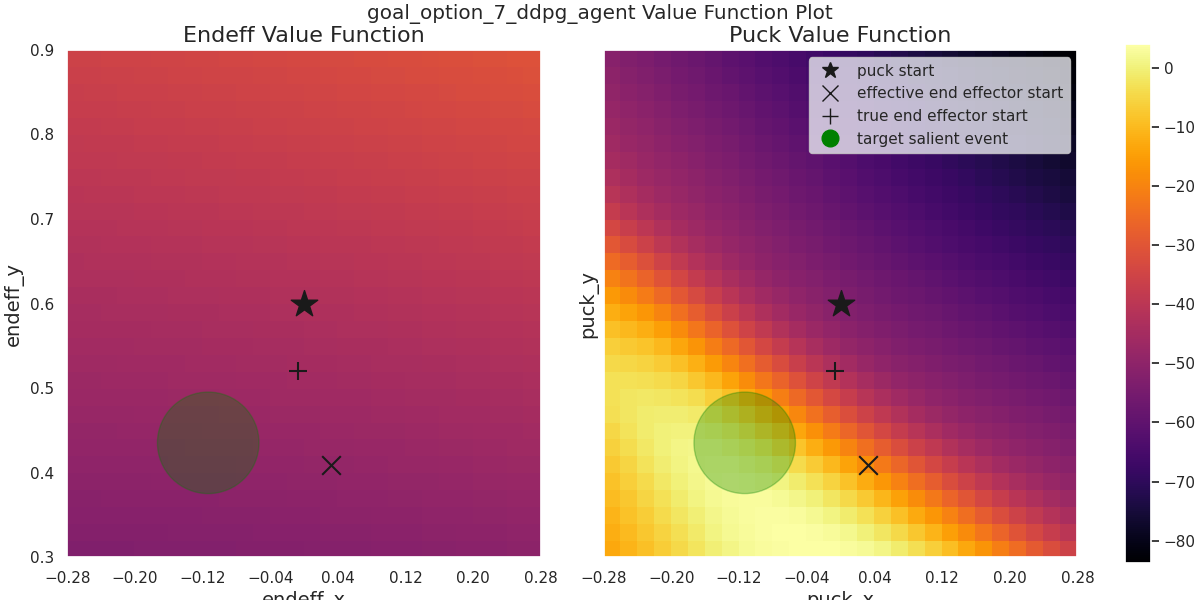 goal_option_7_ddpg_agent Value Function Plot
Endeff Value Function
Puck Value Function
puck start
effective end effector start
true end effector start
target salient event
endeff_y
0.9
0.8
0.7
0.6
0.5
0.4
0.3
−0.28 −0.20 −0.12 −0.04 0.04 0.12 0.20 0.28
endeff_x
puck_y
−0.28 −0.20 −0.12 −0.04 0.04 0.12 0.20 0.28
puck_x
0
−10
−20
−30
−40
−50
−60
−70
−80